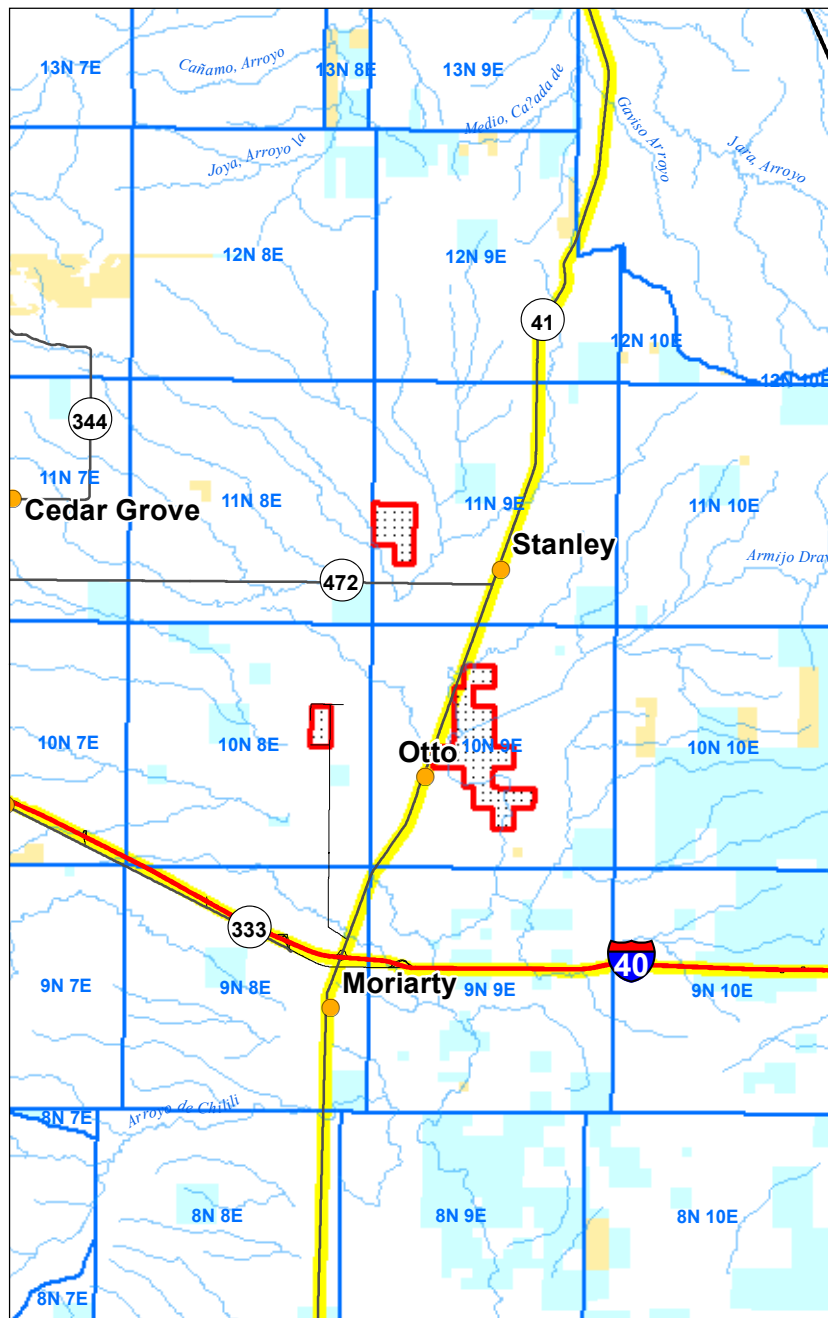 13N 7E
Cañamo, Arroyo
13N 8E
13N 9E
Medio, Ca?ada de
Gaviso Arroyo
Jara, Arroyo
Joya, Arroyo la
12N 8E
12N 9E
41
12N 10E
12N 10E
344
11N 7E
Cedar Grove
11N 8E
11N 9E
11N 10E
Stanley
Armijo Draw
472
10N 7E
10N 8E
Otto
10N 9E
10N 10E
333
40
9N 7E
9N 8E
Moriarty
9N 9E
9N 10E
8N 7E
Arroyo de Chilili
8N 8E
8N 9E
8N 10E
8N 7E